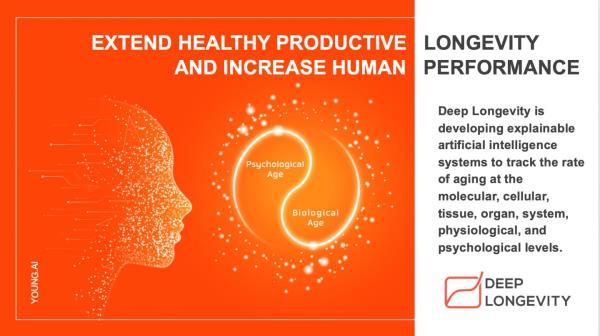 EXTEND HEALTHY PRODUCTIVE LONGEVITY
AND INCREASE HUMAN PERFORMANCE
Psychological
Age
Biological
Age
YOUNG.AI
Deep Longevity is
developing explainable
artificial intelligence
systems to track the rate
of aging at the
molecular, cellular,
tissue, organ, system,
physiological, and
psychological levels.
DEEP
LONGEVITY